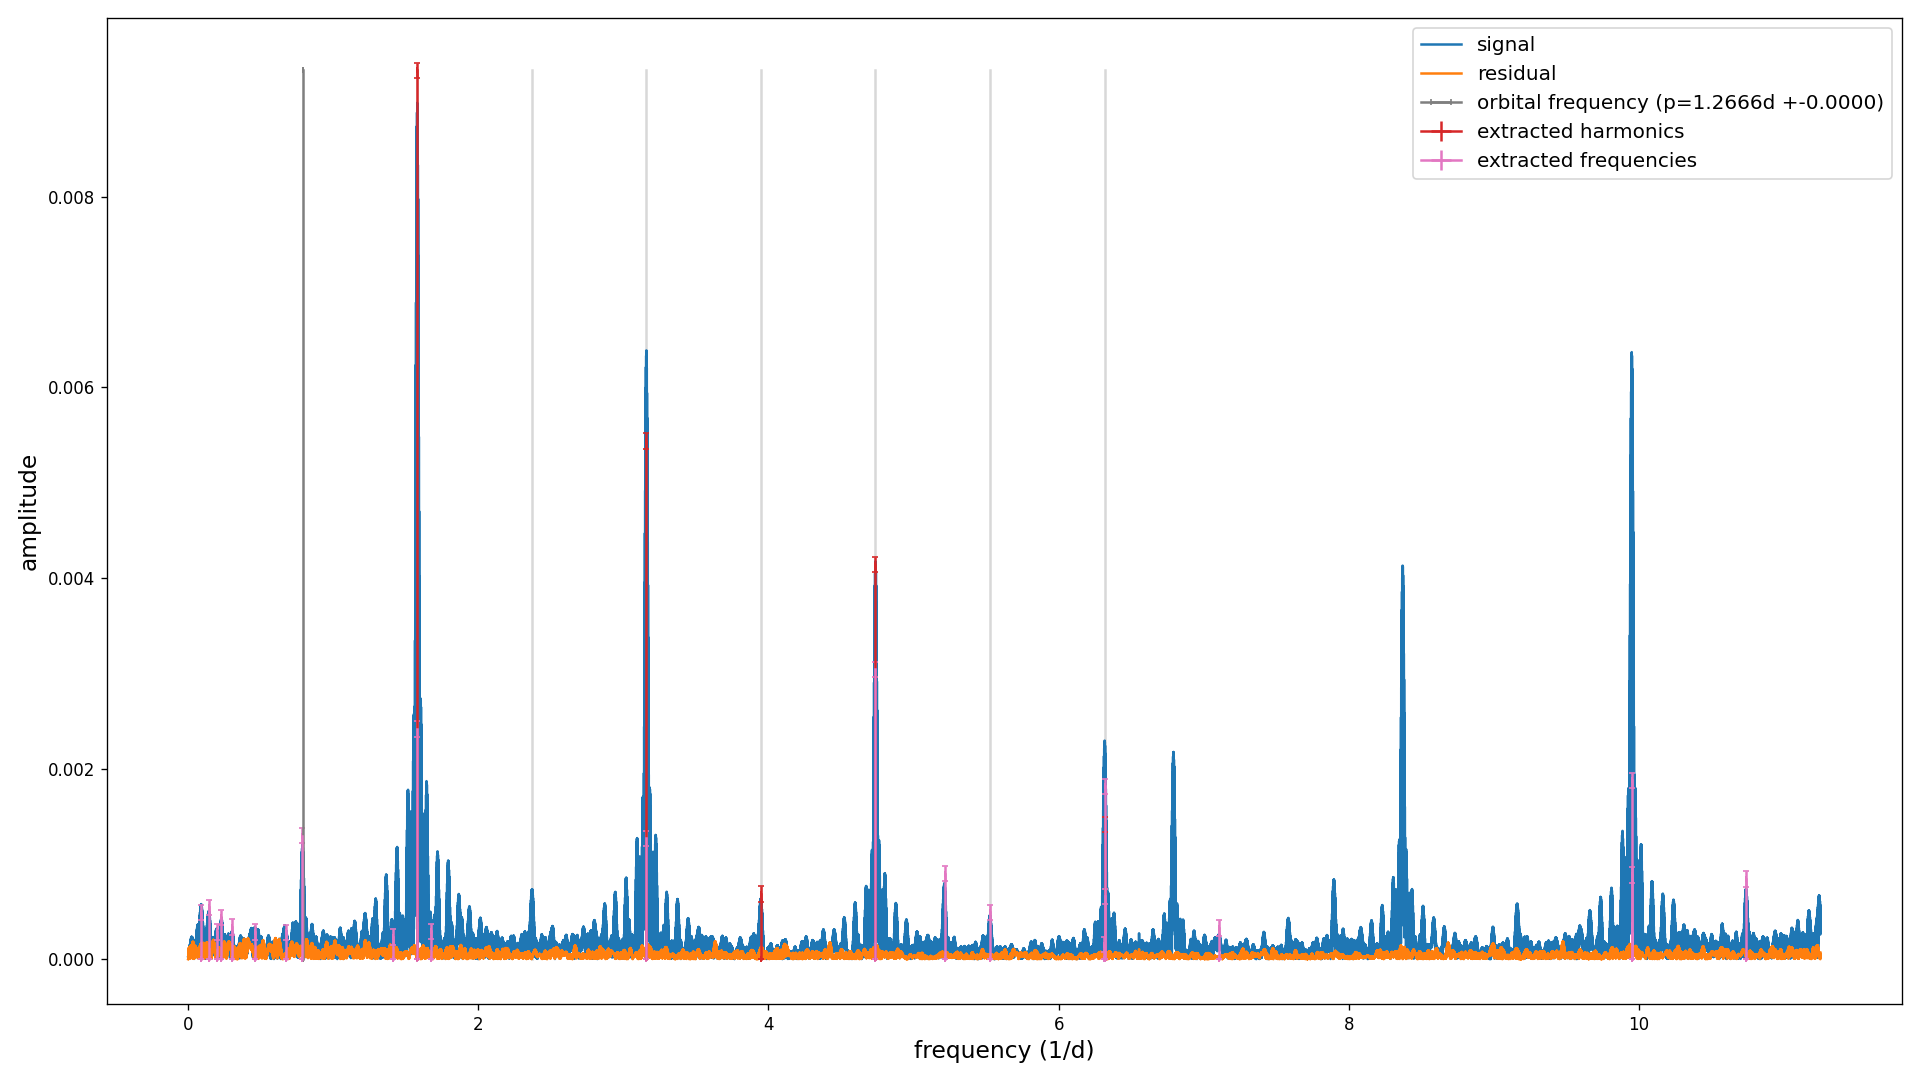 signal
residual
orbital frequency (p=1.2666d +-0.0000)
extracted harmonics
extracted frequencies
amplitude
0.008
0.006
0.004
0.002
0.000
0 2 4 6 8 10
frequency (1/d)